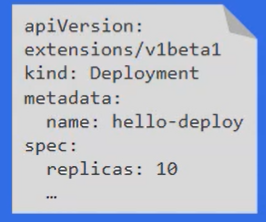 apiVersion:
extensions/v1beta1
kind: Deployment
metadata:
  name: hello-deploy
spec:
  replicas: 10
  …